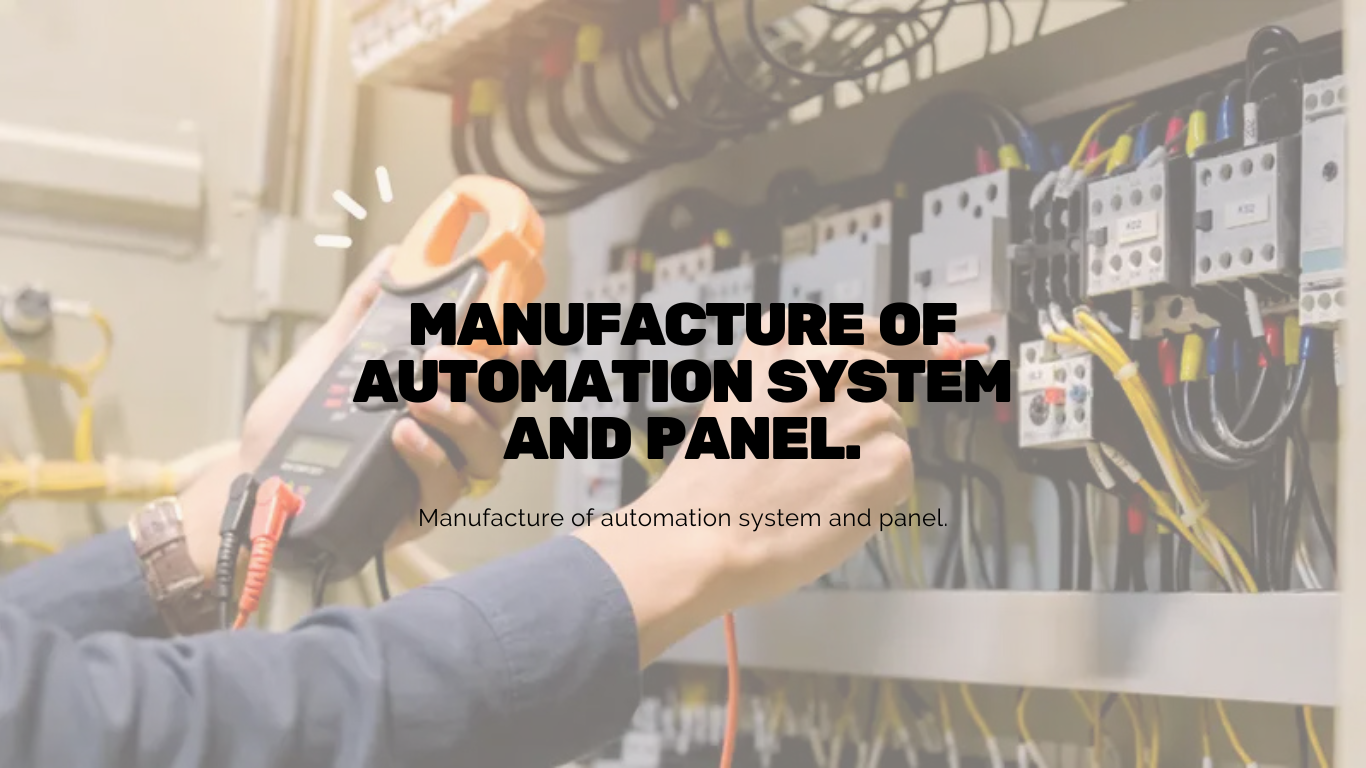 MANUFACTURE OF
AUTOMATION SYSTEM
AND PANEL.
Manufacture of automation system and panel.